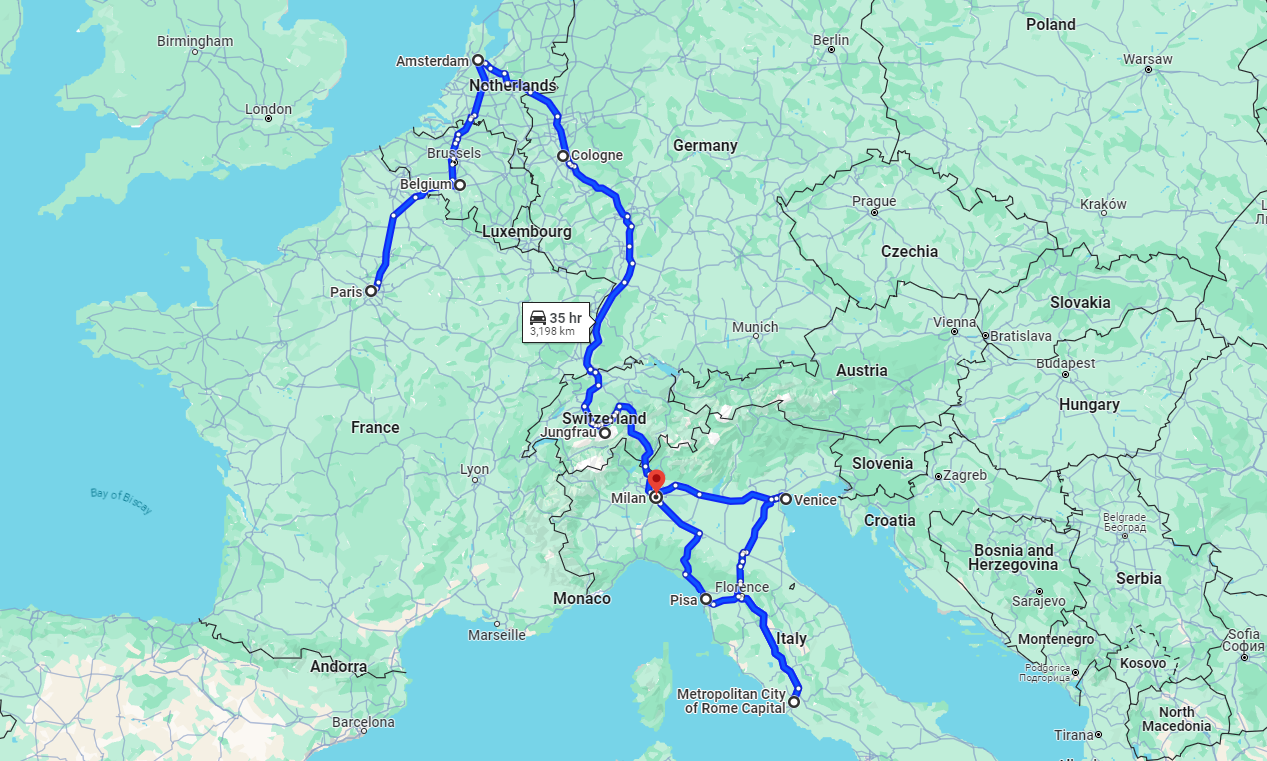 Poland
Birmingham
Berlin
Amsterdam
Warsaw
Netherlands
London
Germany
Brussels
Cologne
Belgium
Prague
Kraków
Luxembourg
Czechia
Paris
Slovakia
35 hr
3,198 km
Munich
Vienna
Bratislava
Budapest
Austria
Hungary
Switzerland
France
Jungfrau
Slovenia
Lyon
Zagreb
Bay of Biscay
Milan
Venice
Croatia
Belgrade
Београд
Bosnia and
Herzegovina
Serbia
Florence
Monaco
Pisa
Sarajevo
Marseille
Italy
Montenegro
Sofia
София
Andorra
Kosovo
Podgorica
Подгорица
Metropolitan City
of Rome Capital
North
Macedonia
Barcelona
Tirana